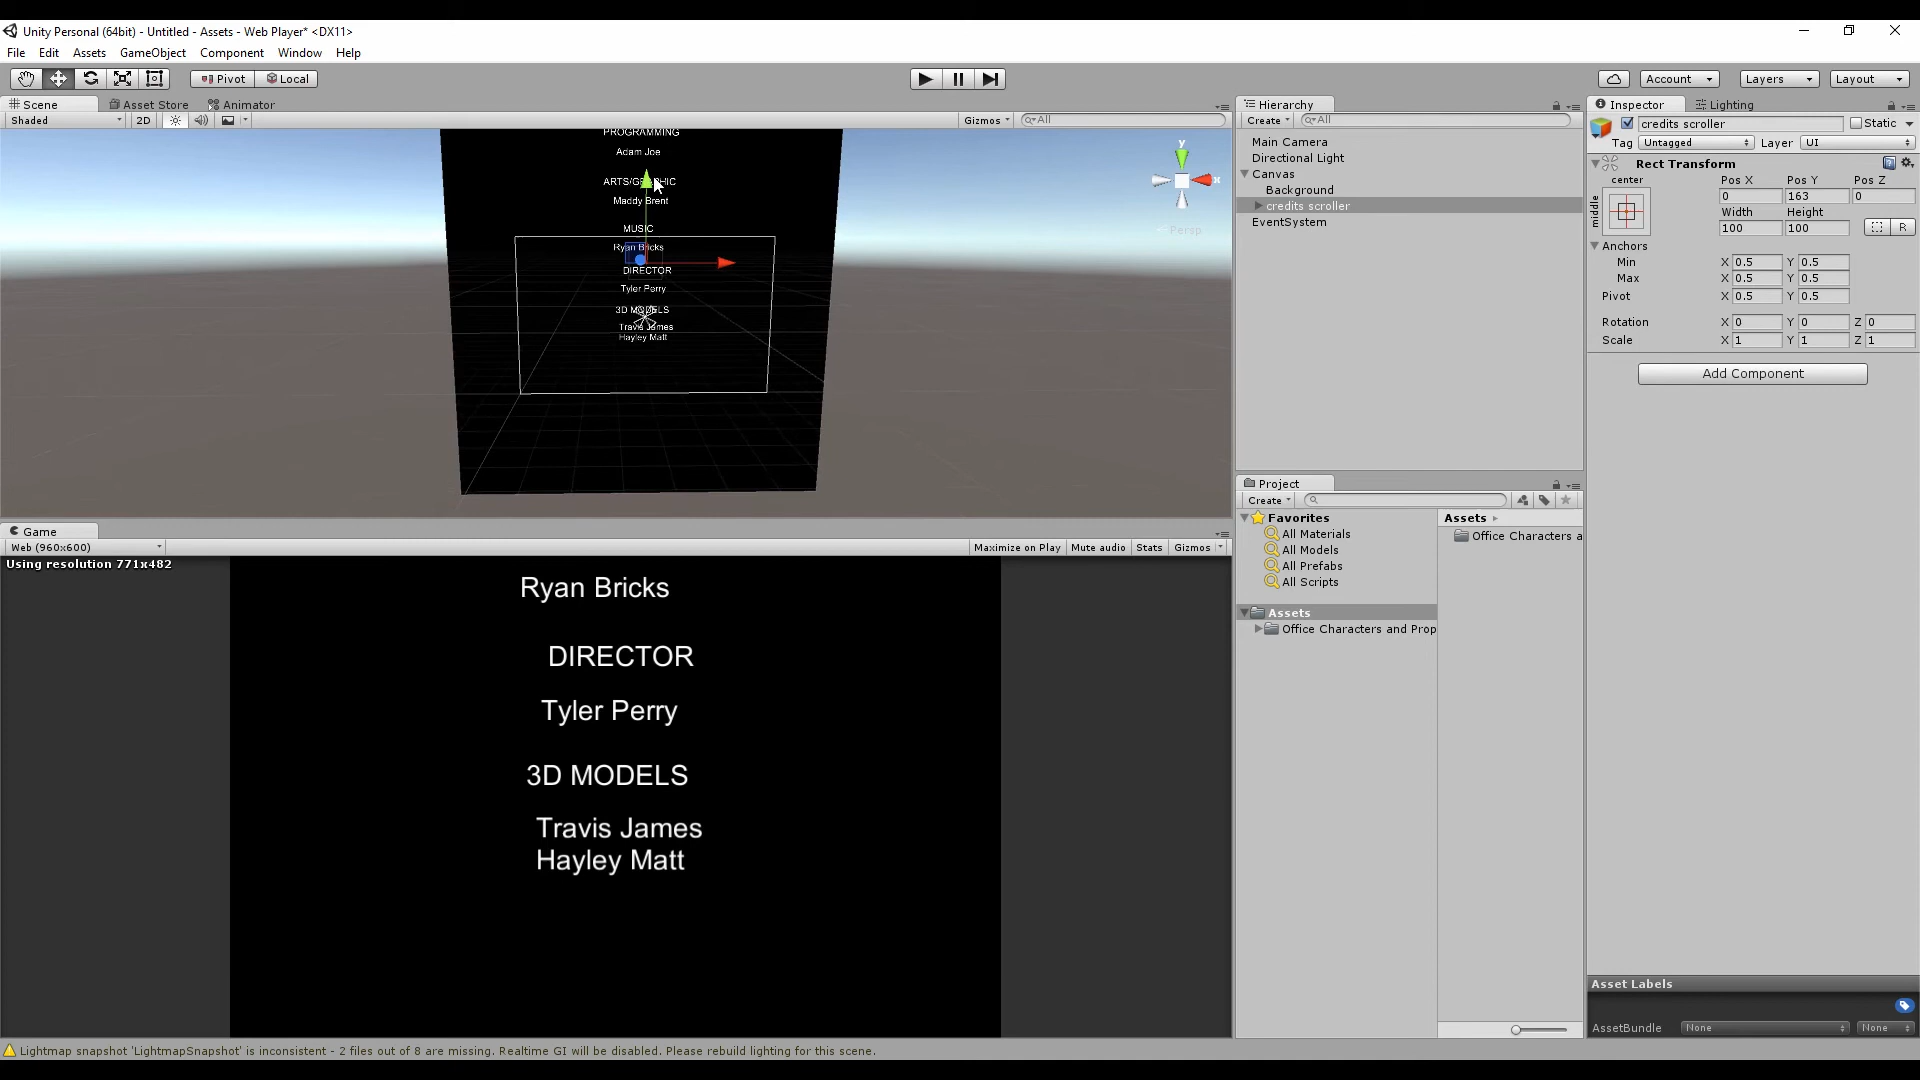 Unity Personal (64bit) - Untitled - Assets - Web Player* <DX11>
File Edit Assets GameObject Component Window Help
Pivot Local Account Layers Layout
Scene Asset Store Animator
Shaded 2D Gizmos All
PROGRAMMING
Adam Joe
ARTS/GRAPHIC
Maddy Brent
MUSIC
Ryan Bricks
DIRECTOR
Tyler Perry
3D MODELS
Travis James
Hayley Matt
y
x
Persp
Game
Web (960x600) Maximize on Play Mute audio Stats Gizmos
Using resolution 771x482
Ryan Bricks
DIRECTOR
Tyler Perry
3D MODELS
Travis James
Hayley Matt
Hierarchy
Create All
Main Camera
Directional Light
Canvas
Background
credits scroller
EventSystem
Project
Create
Favorites
All Materials
All Models
All Prefabs
All Scripts
Assets
Office Characters and Prop
Assets
Office Characters a
Inspector Lighting
credits scroller Static
Tag Untagged Layer UI
Rect Transform
center Pos X Pos Y Pos Z
middle 0 163 0
Width Height
100 100 R
Anchors
Min X 0.5 Y 0.5
Max X 0.5 Y 0.5
Pivot X 0.5 Y 0.5
Rotation X 0 Y 0 Z 0
Scale X 1 Y 1 Z 1
Add Component
Asset Labels
AssetBundle None None
Lightmap snapshot 'LightmapSnapshot' is inconsistent - 2 files out of 8 are missing. Realtime GI will be disabled. Please rebuild lighting for this scene.